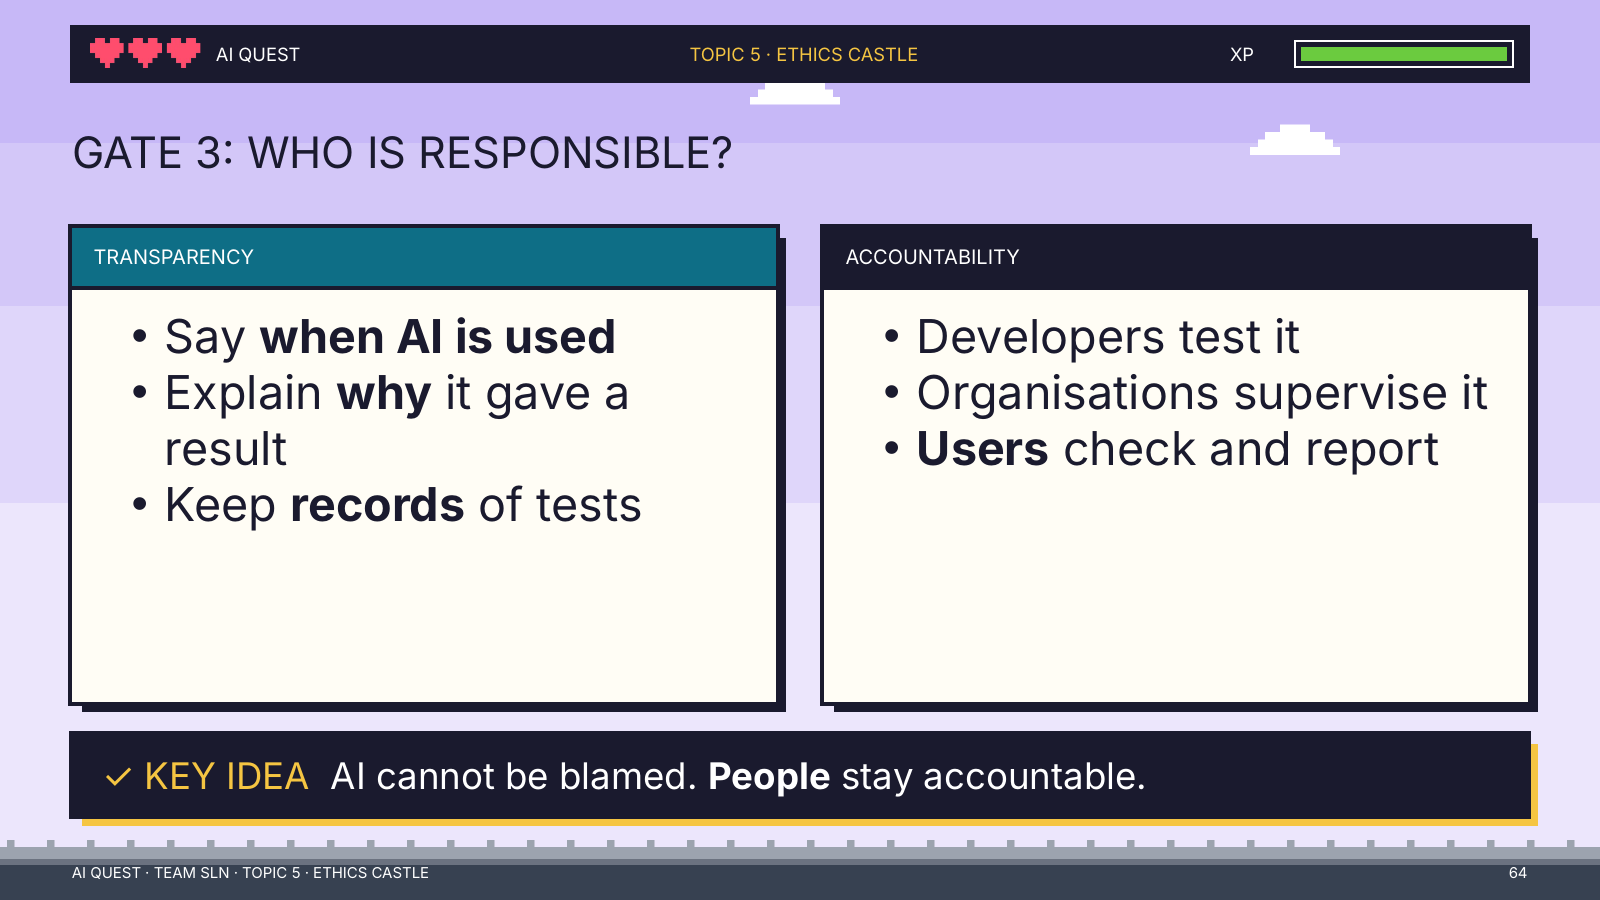 AI QUEST
TOPIC 5 · ETHICS CASTLE
XP
GATE 3: WHO IS RESPONSIBLE?
TRANSPARENCY
• Say when AI is used
• Explain why it gave a
result
• Keep records of tests
ACCOUNTABILITY
• Developers test it
• Organisations supervise it
• Users check and report
✓ KEY IDEA AI cannot be blamed. People stay accountable.
AI QUEST · TEAM SLN · TOPIC 5 · ETHICS CASTLE
64